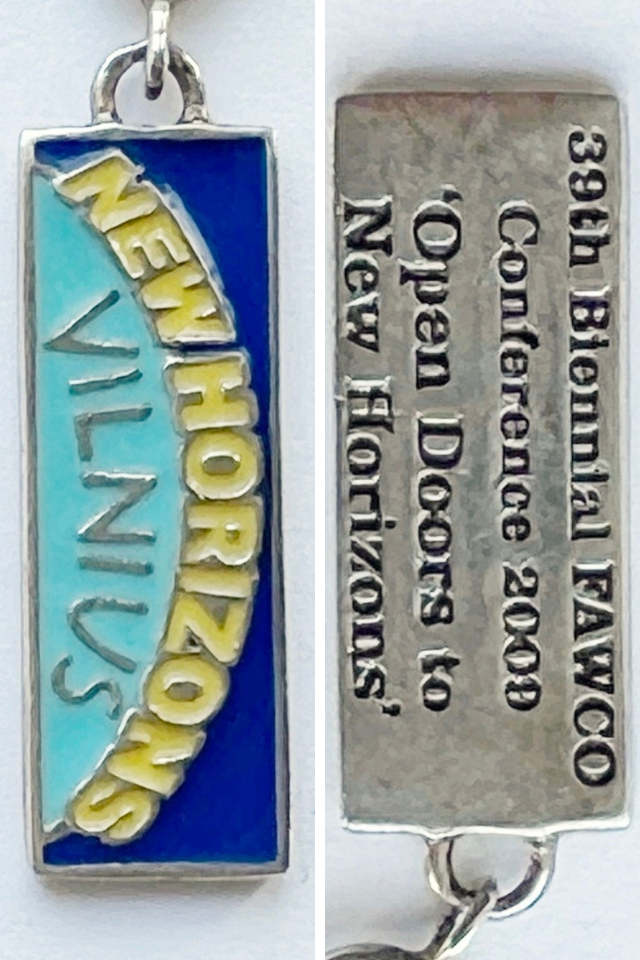 NEW HORIZONS
VILNIUS
39th Biennial FAWCO
Conference 2009
'Open Doors to
New Horizons'